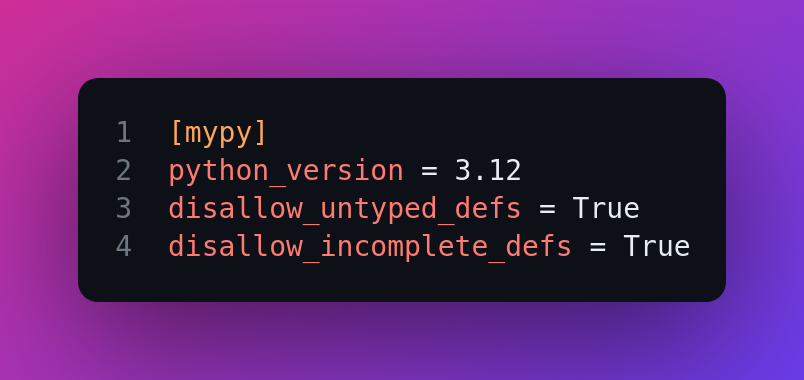 1 [mypy]
2 python_version = 3.12
3 disallow_untyped_defs = True
4 disallow_incomplete_defs = True